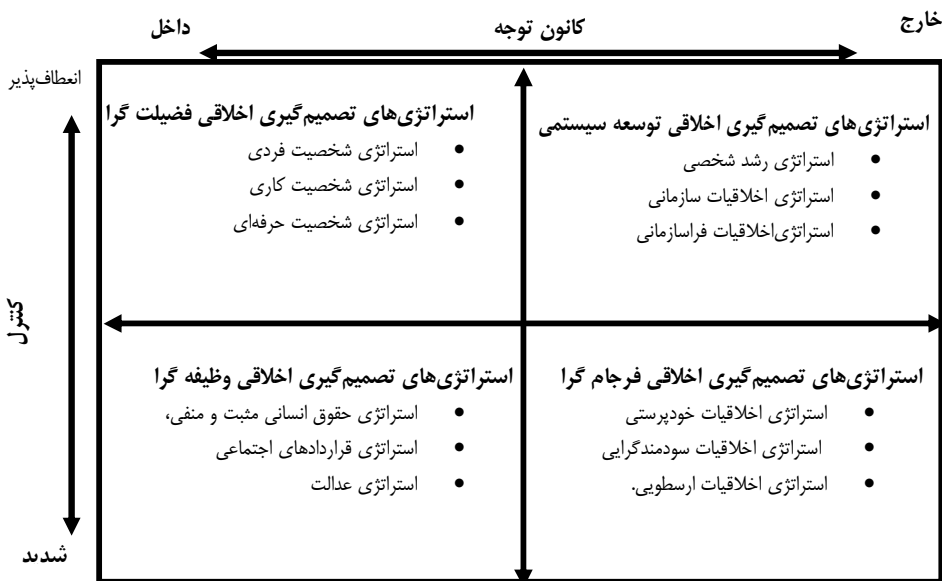 خارج
کانون توجه
داخل
انعطاف‌پذیر
کنترل
شدید
استراتژی‌های تصمیم‌گیری اخلاقی توسعه سیستمی
• استراتژی رشد شخصی
• استراتژی اخلاقیات سازمانی
• استراتژی‌اخلاقیات فراسازمانی
استراتژی‌های تصمیم‌گیری اخلاقی فضیلت گرا
• استراتژی شخصیت فردی
• استراتژی شخصیت کاری
• استراتژی شخصیت حرفه‌ای
استراتژی‌های تصمیم‌گیری اخلاقی فرجام گرا
• استراتژی اخلاقیات خودپرستی
• استراتژی اخلاقیات سودمندگرایی
• استراتژی اخلاقیات ارسطویی.
استراتژی‌های تصمیم‌گیری اخلاقی وظیفه گرا
• استراتژی حقوق انسانی مثبت و منفی،
• استراتژی قراردادهای اجتماعی
• استراتژی عدالت